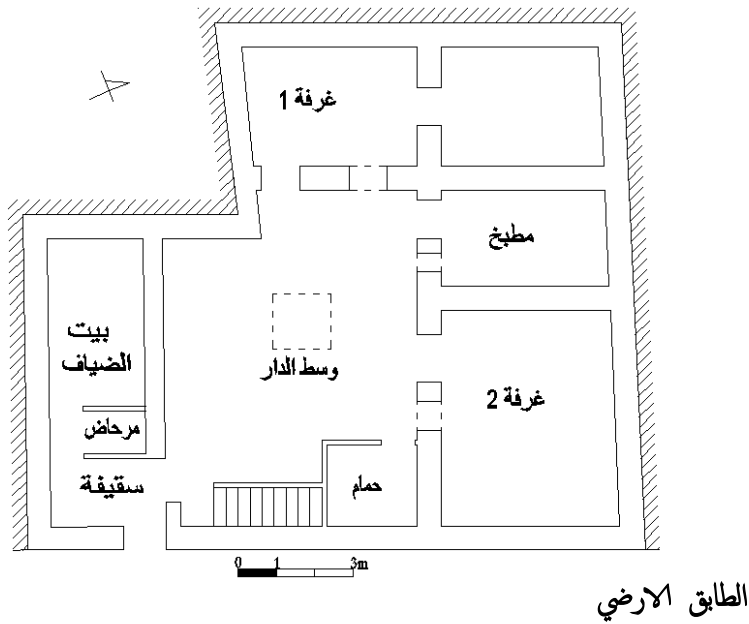 غرفة 1
مطبخ
بيت
الضياف
وسط الدار
غرفة 2
مرحاض
سقيفة
حمام
0 1 3m
الطابق الارضي